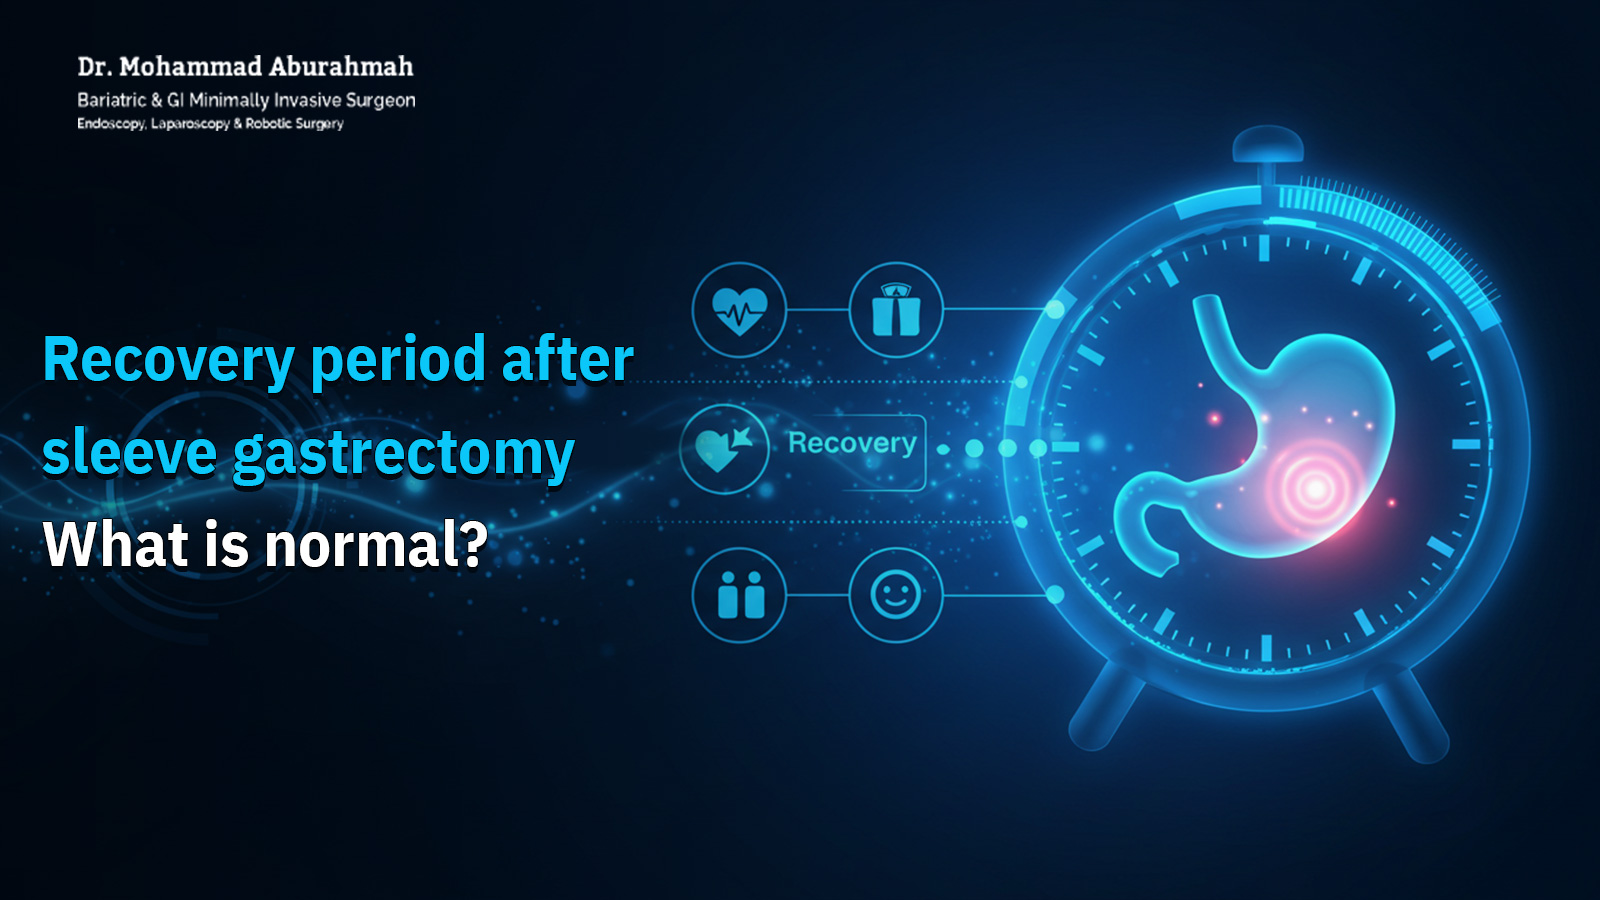 Dr. Mohammad Aburahmah
Bariatric & GI Minimally Invasive Surgeon
Endoscopy, Laparoscopy & Robotic Surgery
Recovery period after
sleeve gastrectomy
What is normal?
Recovery